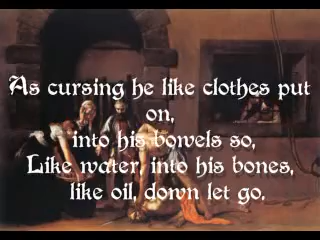 As cursing he like clothes put
on,
into his bowels so,
Like water, into his bones,
like oil, down let go.